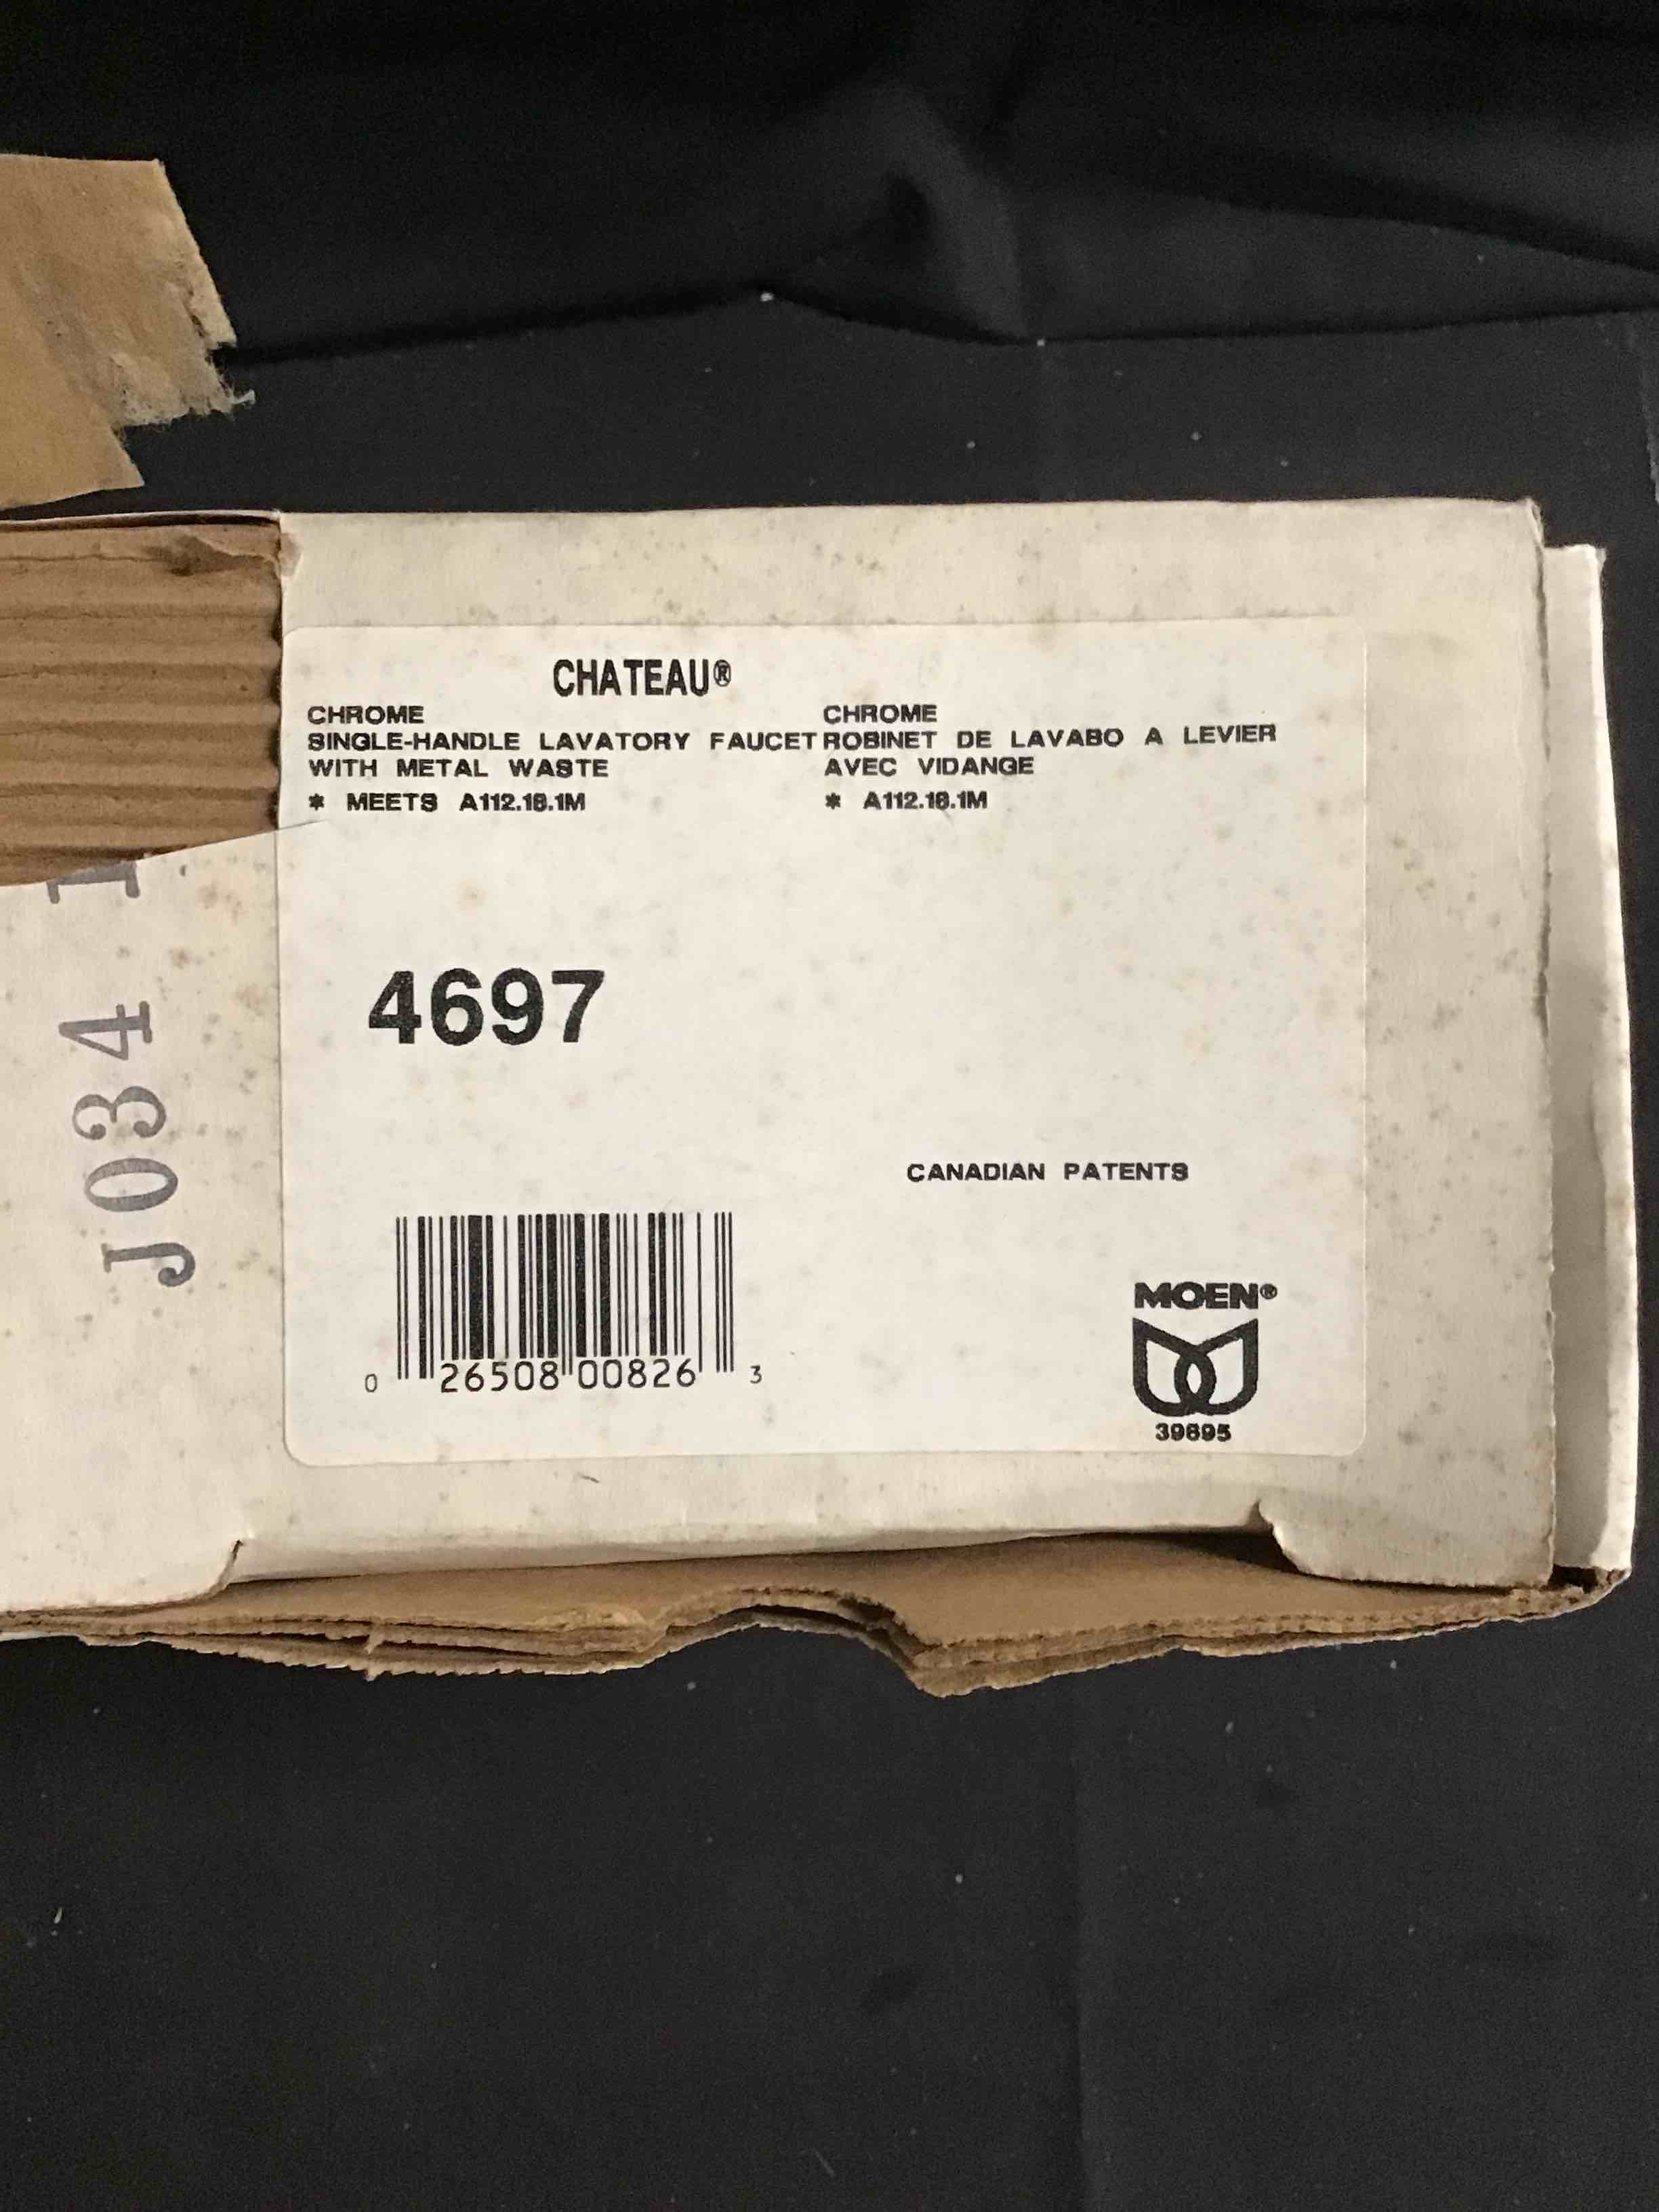 CHATEAU®
CHROME
SINGLE-HANDLE LAVATORY FAUCET
WITH METAL WASTE
* MEETS A112.18.1M
CHROME
ROBINET DE LAVABO A LEVIER
AVEC VIDANGE
* A112.18.1M
4697
J034
CANADIAN PATENTS
0 26508 00826 3
MOEN®
39695